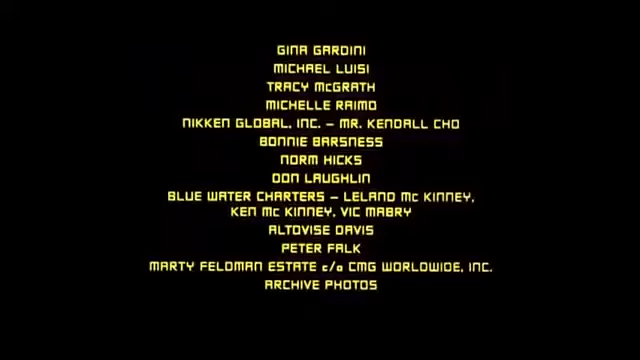 GINA GARDINI
MICHAEL LUISI
TRACY McGRATH
MICHELLE RAIMO
NIKKEN GLOBAL, INC. – MR. KENDALL CHO
BONNIE BARSNESS
NORM HICKS
DON LAUGHLIN
BLUE WATER CHARTERS – LELAND Mc KINNEY,
KEN Mc KINNEY, VIC MABRY
ALTOVISE DAVIS
PETER FALK
MARTY FELDMAN ESTATE c/o CMG WORLDWIDE, INC.
ARCHIVE PHOTOS